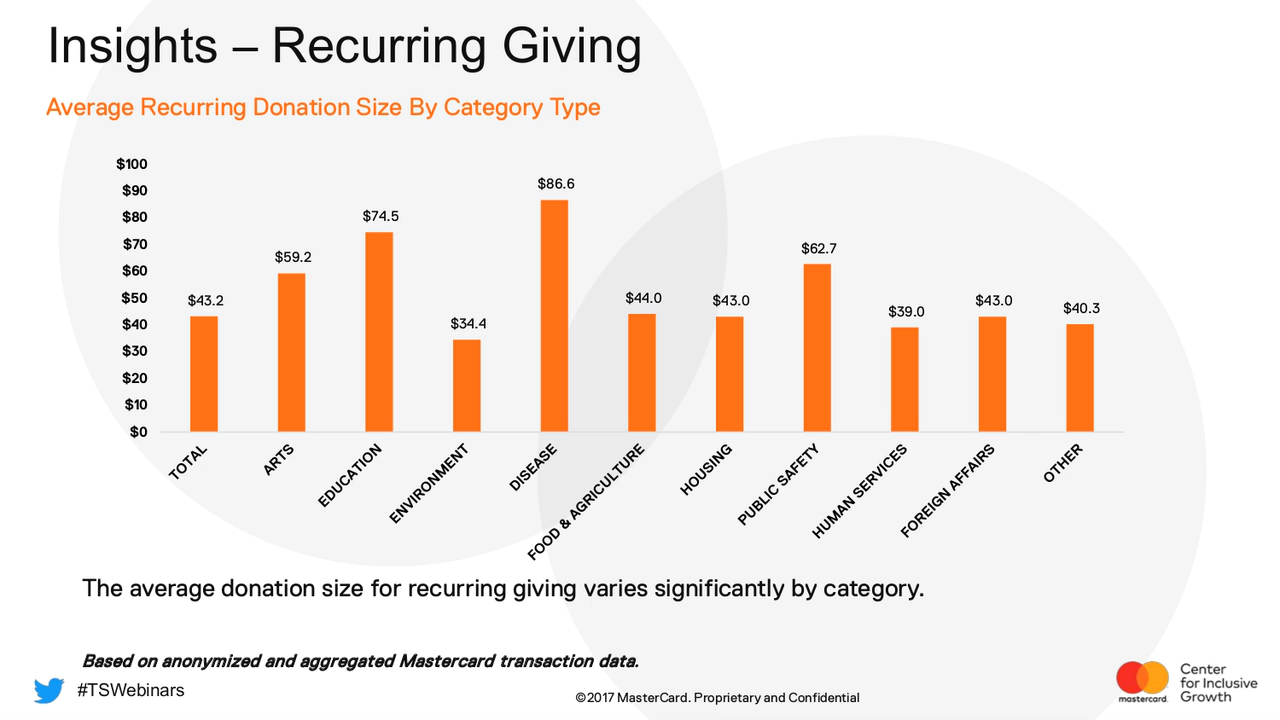 Insights – Recurring Giving
Average Recurring Donation Size By Category Type
$100
$90
$80
$70
$60
$50
$40
$30
$20
$10
$0
$43.2
$59.2
$74.5
$34.4
$86.6
$44.0
$43.0
$62.7
$39.0
$43.0
$40.3
TOTAL
ARTS
EDUCATION
ENVIRONMENT
DISEASE
FOOD & AGRICULTURE
HOUSING
PUBLIC SAFETY
HUMAN SERVICES
FOREIGN AFFAIRS
OTHER
The average donation size for recurring giving varies significantly by category.
Based on anonymized and aggregated Mastercard transaction data.
#TSWebinars
©2017 MasterCard. Proprietary and Confidential
mastercard.
Center
for Inclusive
Growth